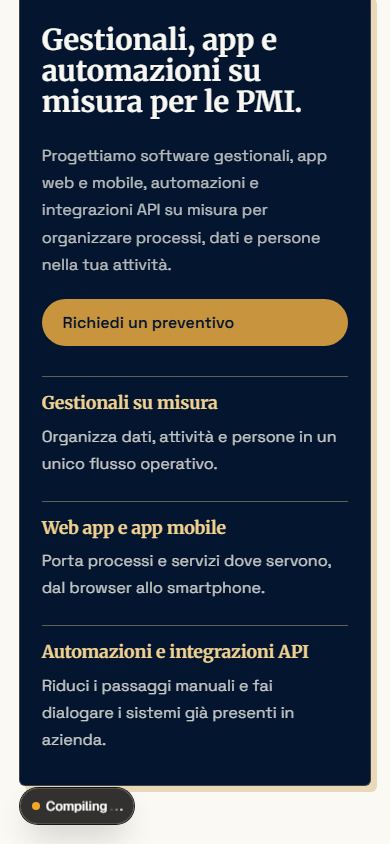 Gestionali, app e
automazioni su
misura per le PMI.
Progettiamo software gestionali, app
web e mobile, automazioni e
integrazioni API su misura per
organizzare processi, dati e persone
nella tua attività.
Richiedi un preventivo
Gestionali su misura
Organizza dati, attività e persone in un
unico flusso operativo.
Web app e app mobile
Porta processi e servizi dove servono,
dal browser allo smartphone.
Automazioni e integrazioni API
Riduci i passaggi manuali e fai
dialogare i sistemi già presenti in
azienda.
Compiling ...